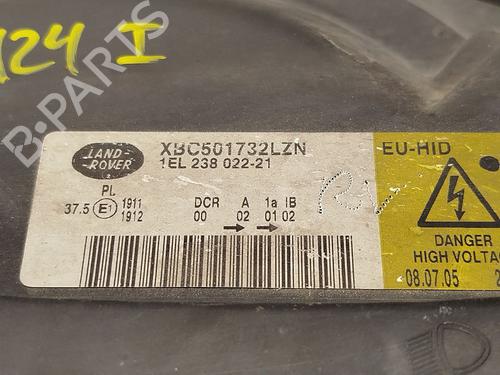 124 I
B-PARTS
LAND-
ROVER
XBC501732LZN
1EL 238 022-21
PL
37.5 E1 1911
1912
DCR A 1a IB
00 02 01 02
EU-HID
DANGER
HIGH VOLTAG
08.07.05 2